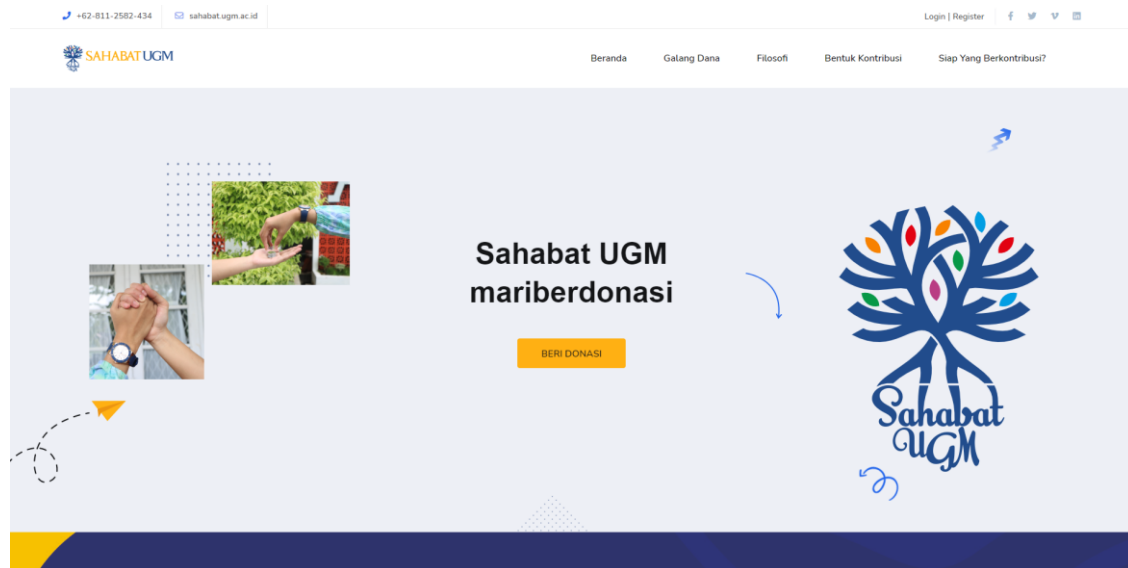 +62-811-2582-434
sahabat.ugm.ac.id
Login | Register
SAHABAT UGM
Beranda
Galang Dana
Filosofi
Bentuk Kontribusi
Siap Yang Berkontribusi?
Sahabat UGM
mariberdonasi
BERI DONASI
Sahabat
UGM